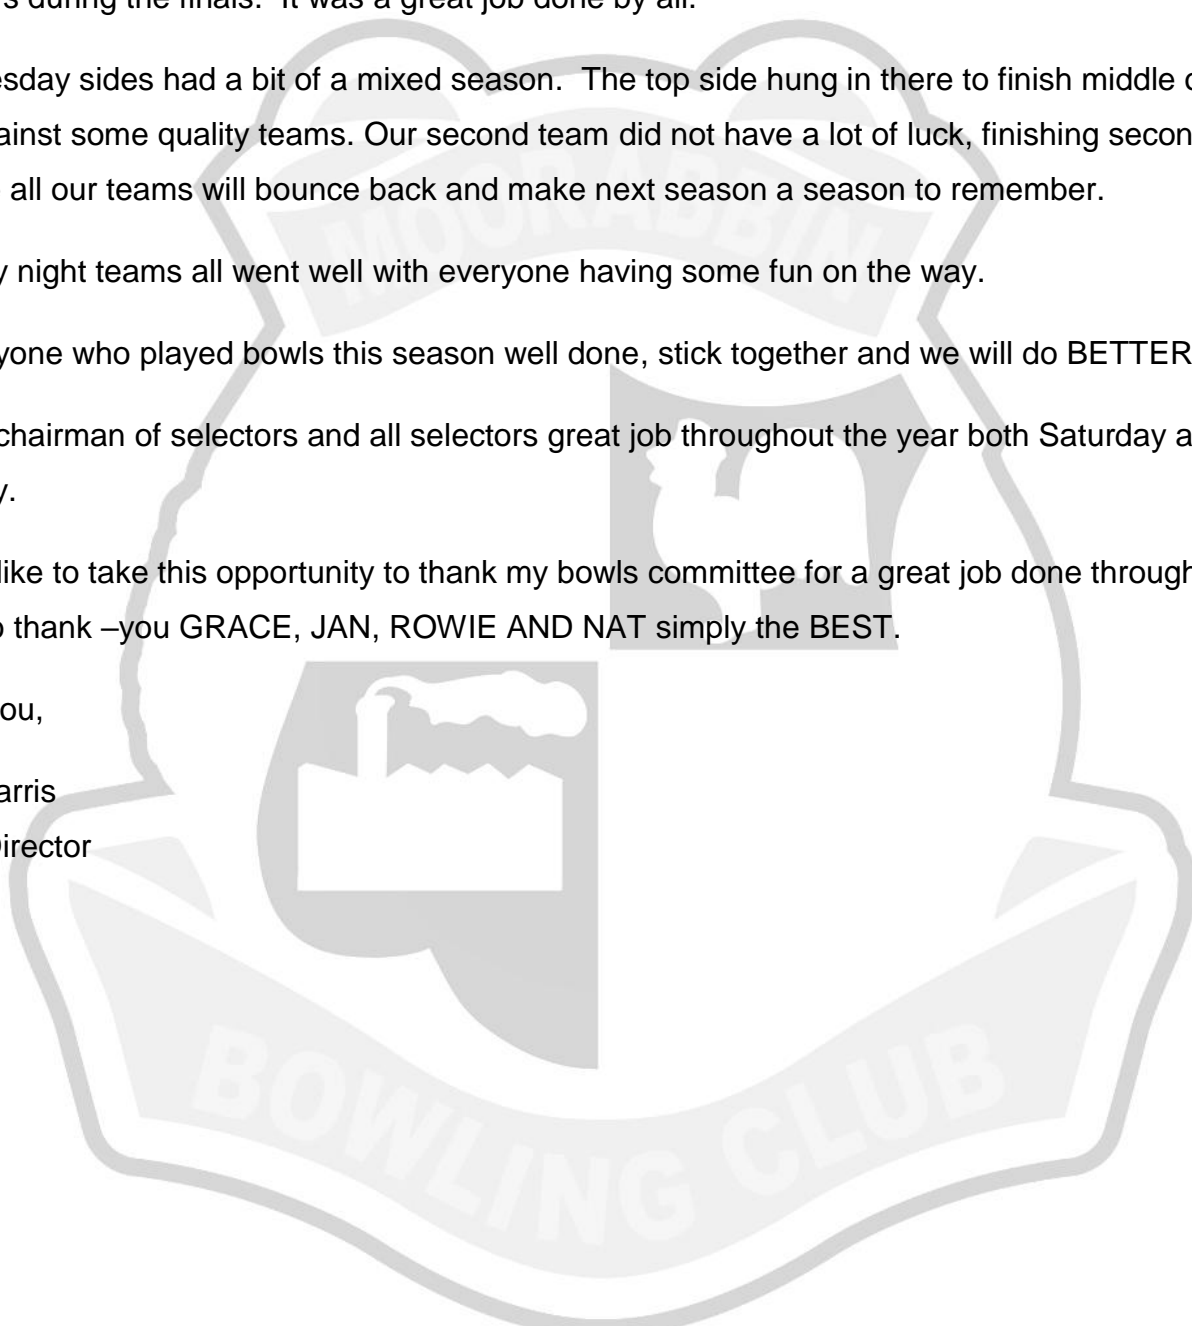 s during the finals.  It was a great job done by all.
esday sides had a bit of a mixed season.  The top side hung in there to finish middle
ainst some quality teams. Our second team did not have a lot of luck, finishing secon
all our teams will bounce back and make next season a season to remember.
y night teams all went well with everyone having some fun on the way.
yone who played bowls this season well done, stick together and we will do BETTER
chairman of selectors and all selectors great job throughout the year both Saturday a
y.
like to take this opportunity to thank my bowls committee for a great job done through
o thank –you GRACE, JAN, ROWIE AND NAT simply the BEST.
ou,
arris
Director
MOORABBIN
BOWLING CLUB